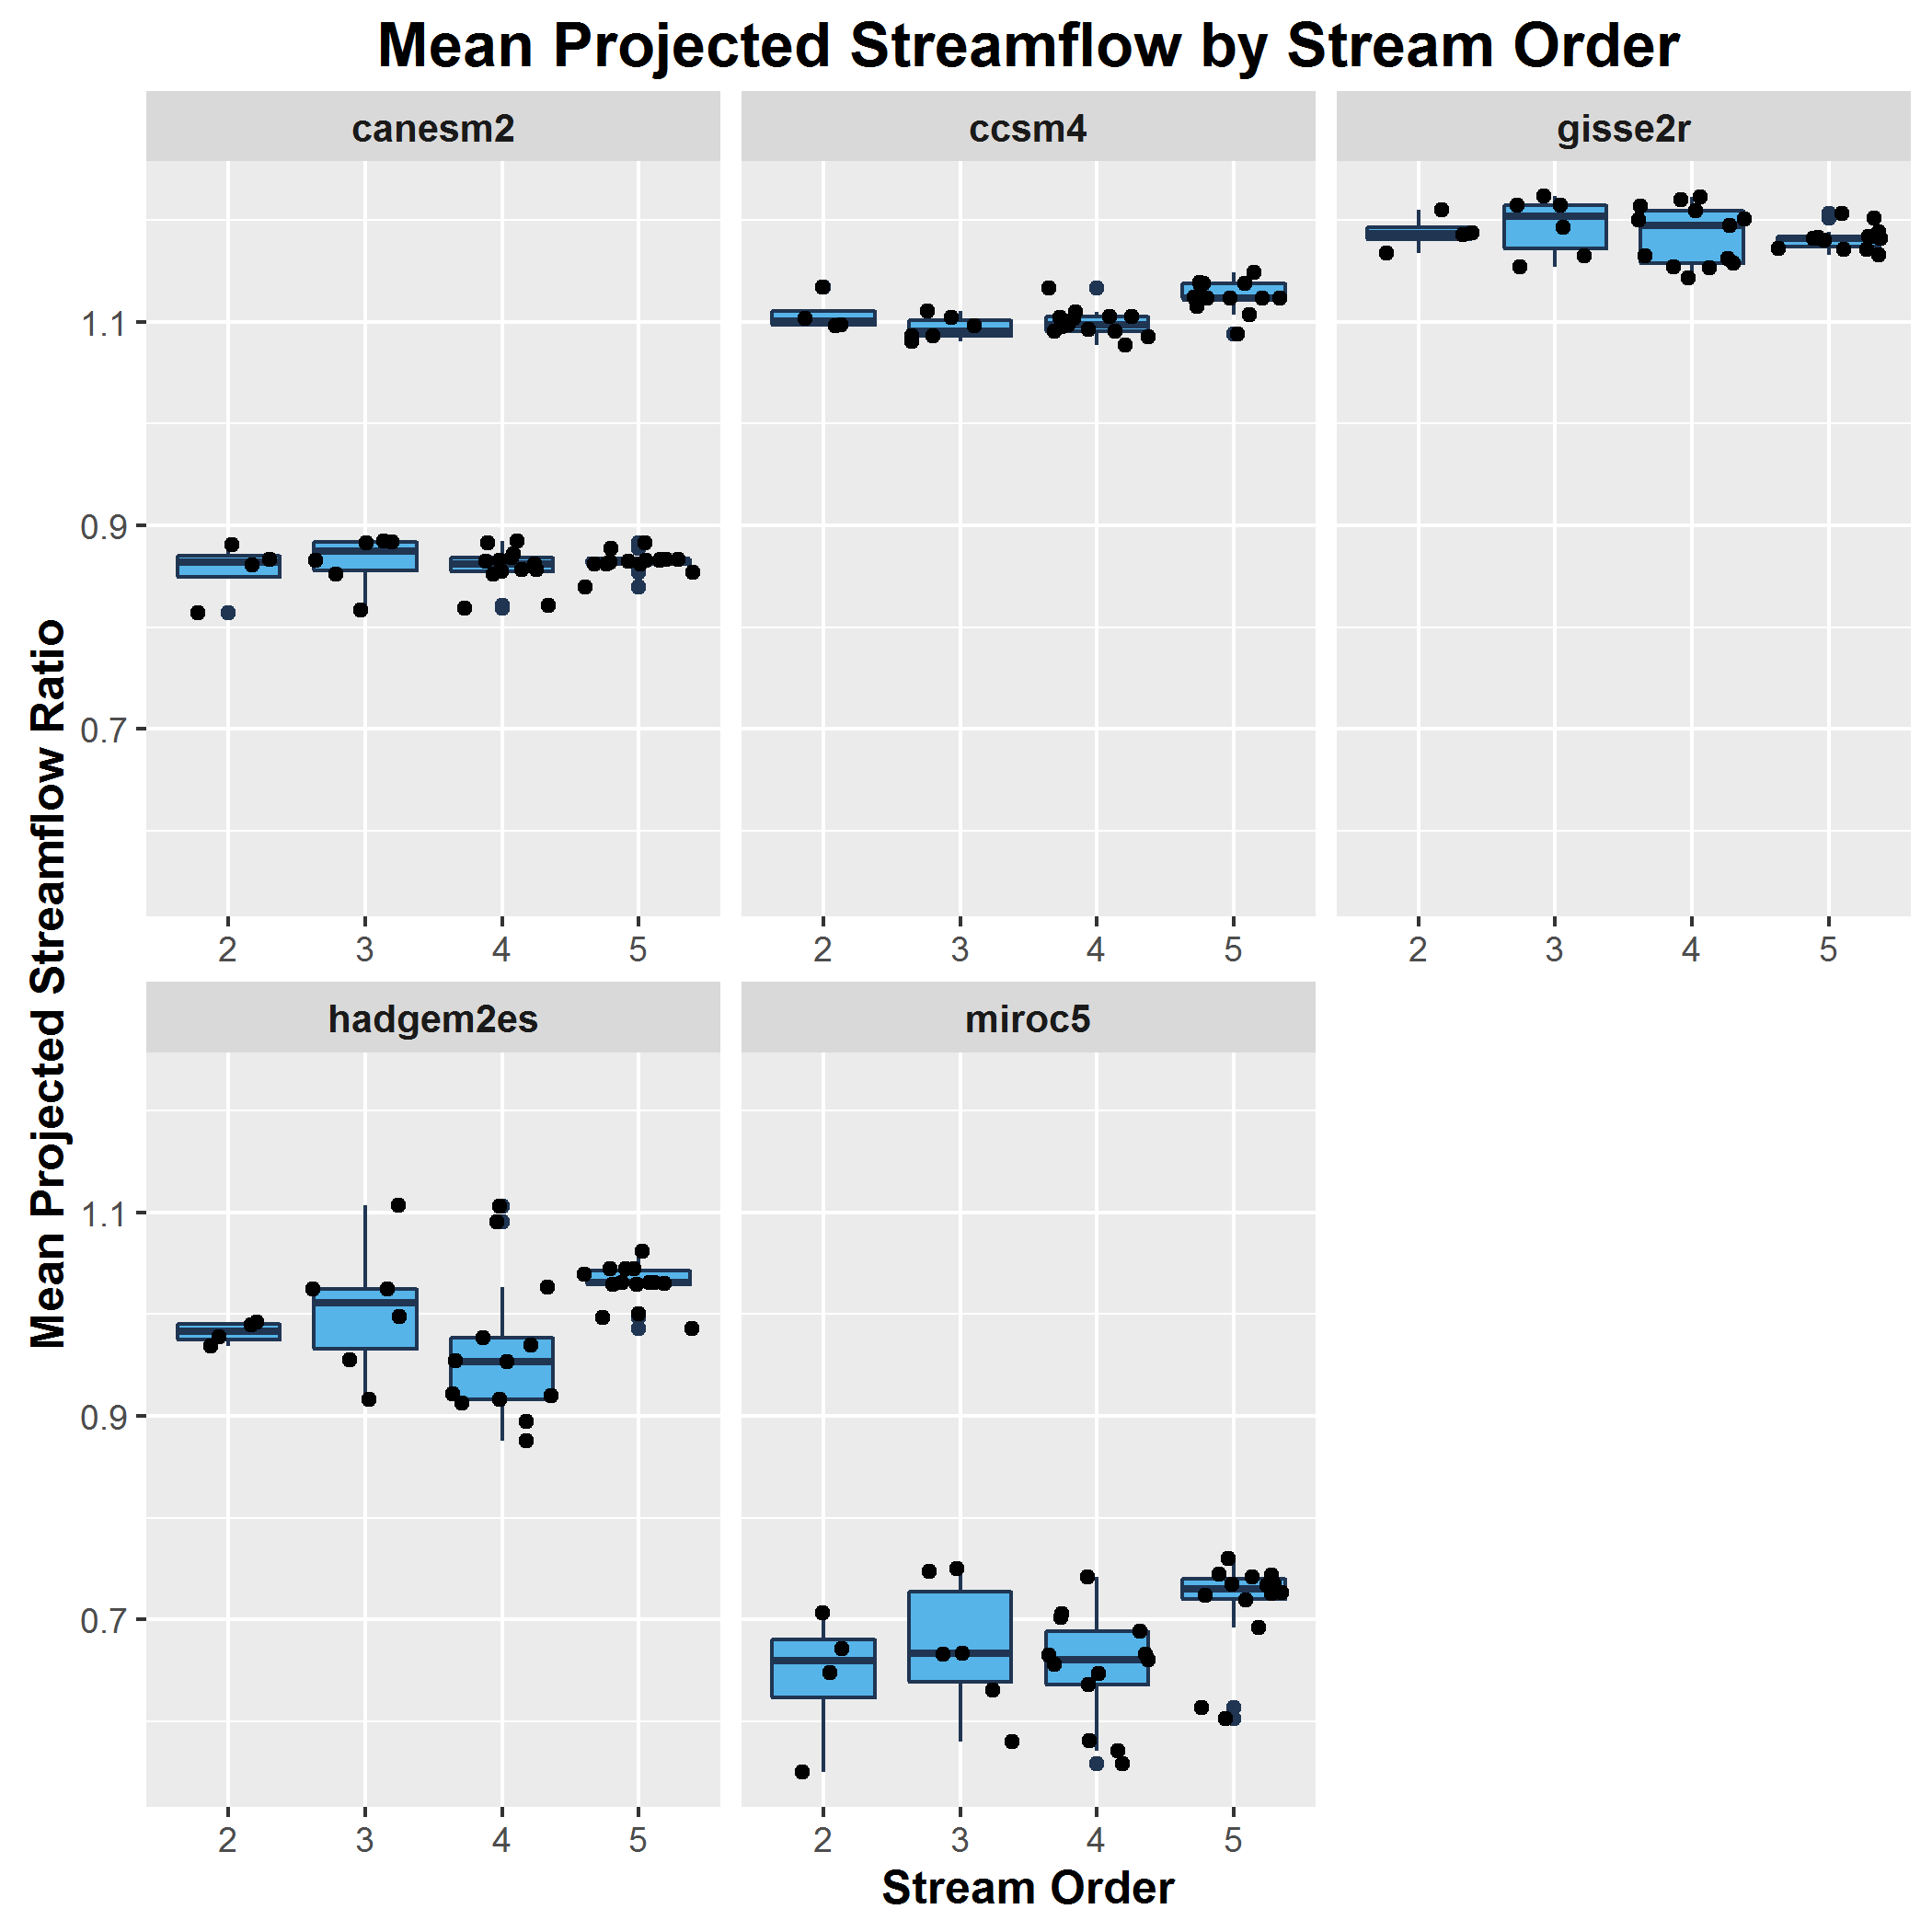 Mean Projected Streamflow by Stream Order
canesm2
ccsm4
gisse2r
1.1
0.9
0.7
2 3 4 5
2 3 4 5
2 3 4 5
Mean Projected Streamflow Ratio
hadgem2es
miroc5
1.1
0.9
0.7
2 3 4 5
2 3 4 5
Stream Order